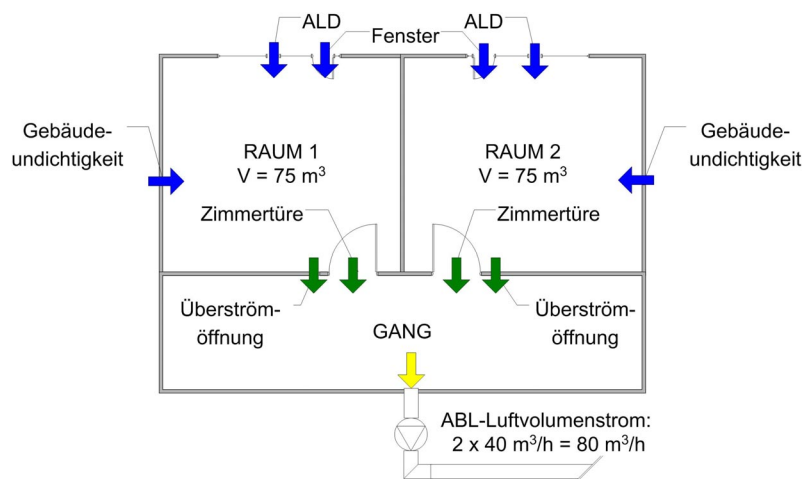 ALD
Fenster
ALD
Gebäude-
undichtigkeit
RAUM 1
V = 75 m³
RAUM 2
V = 75 m³
Gebäude-
undichtigkeit
Zimmertüre
Zimmertüre
Überström-
öffnung
GANG
Überström-
öffnung
ABL-Luftvolumenstrom:
2 x 40 m³/h = 80 m³/h